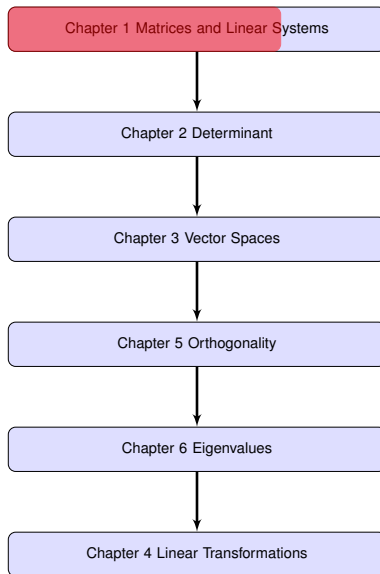 Chapter 1 Matrices and Linear Systems
Chapter 2 Determinant
Chapter 3 Vector Spaces
Chapter 5 Orthogonality
Chapter 6 Eigenvalues
Chapter 4 Linear Transformations